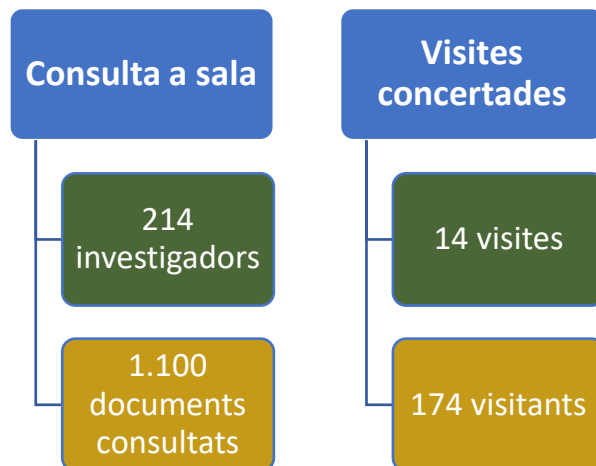 Consulta a sala
214
investigadors
1.100
documents
consultats
Visites
concertades
14 visites
174 visitants